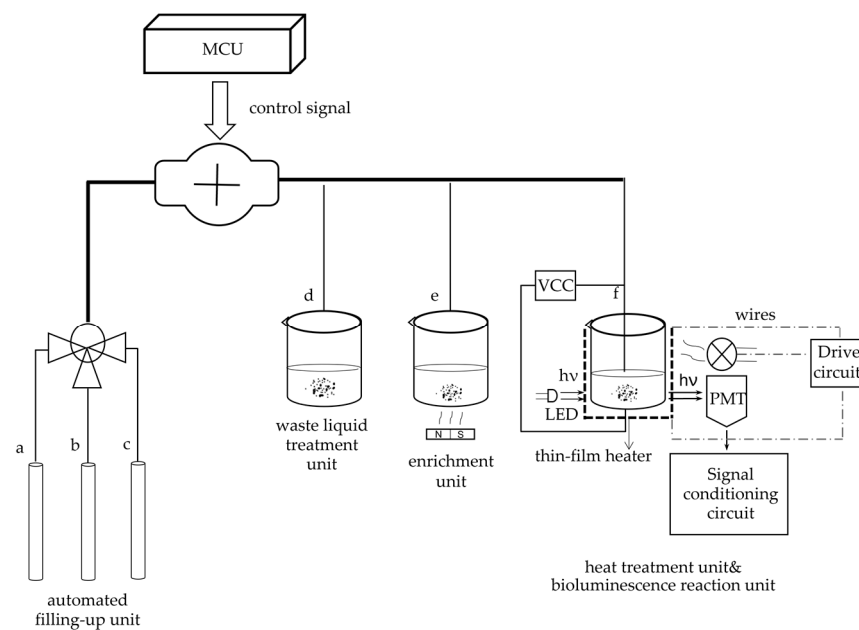 MCU
control signal
d
e
f
VCC
wires
hν
LED
hν
PMT
Drive
circuit
a
b
c
waste liquid
treatment
unit
N S
enrichment
unit
thin-film heater
Signal
conditioning
circuit
automated
filling-up unit
heat treatment unit&
bioluminescence reaction unit